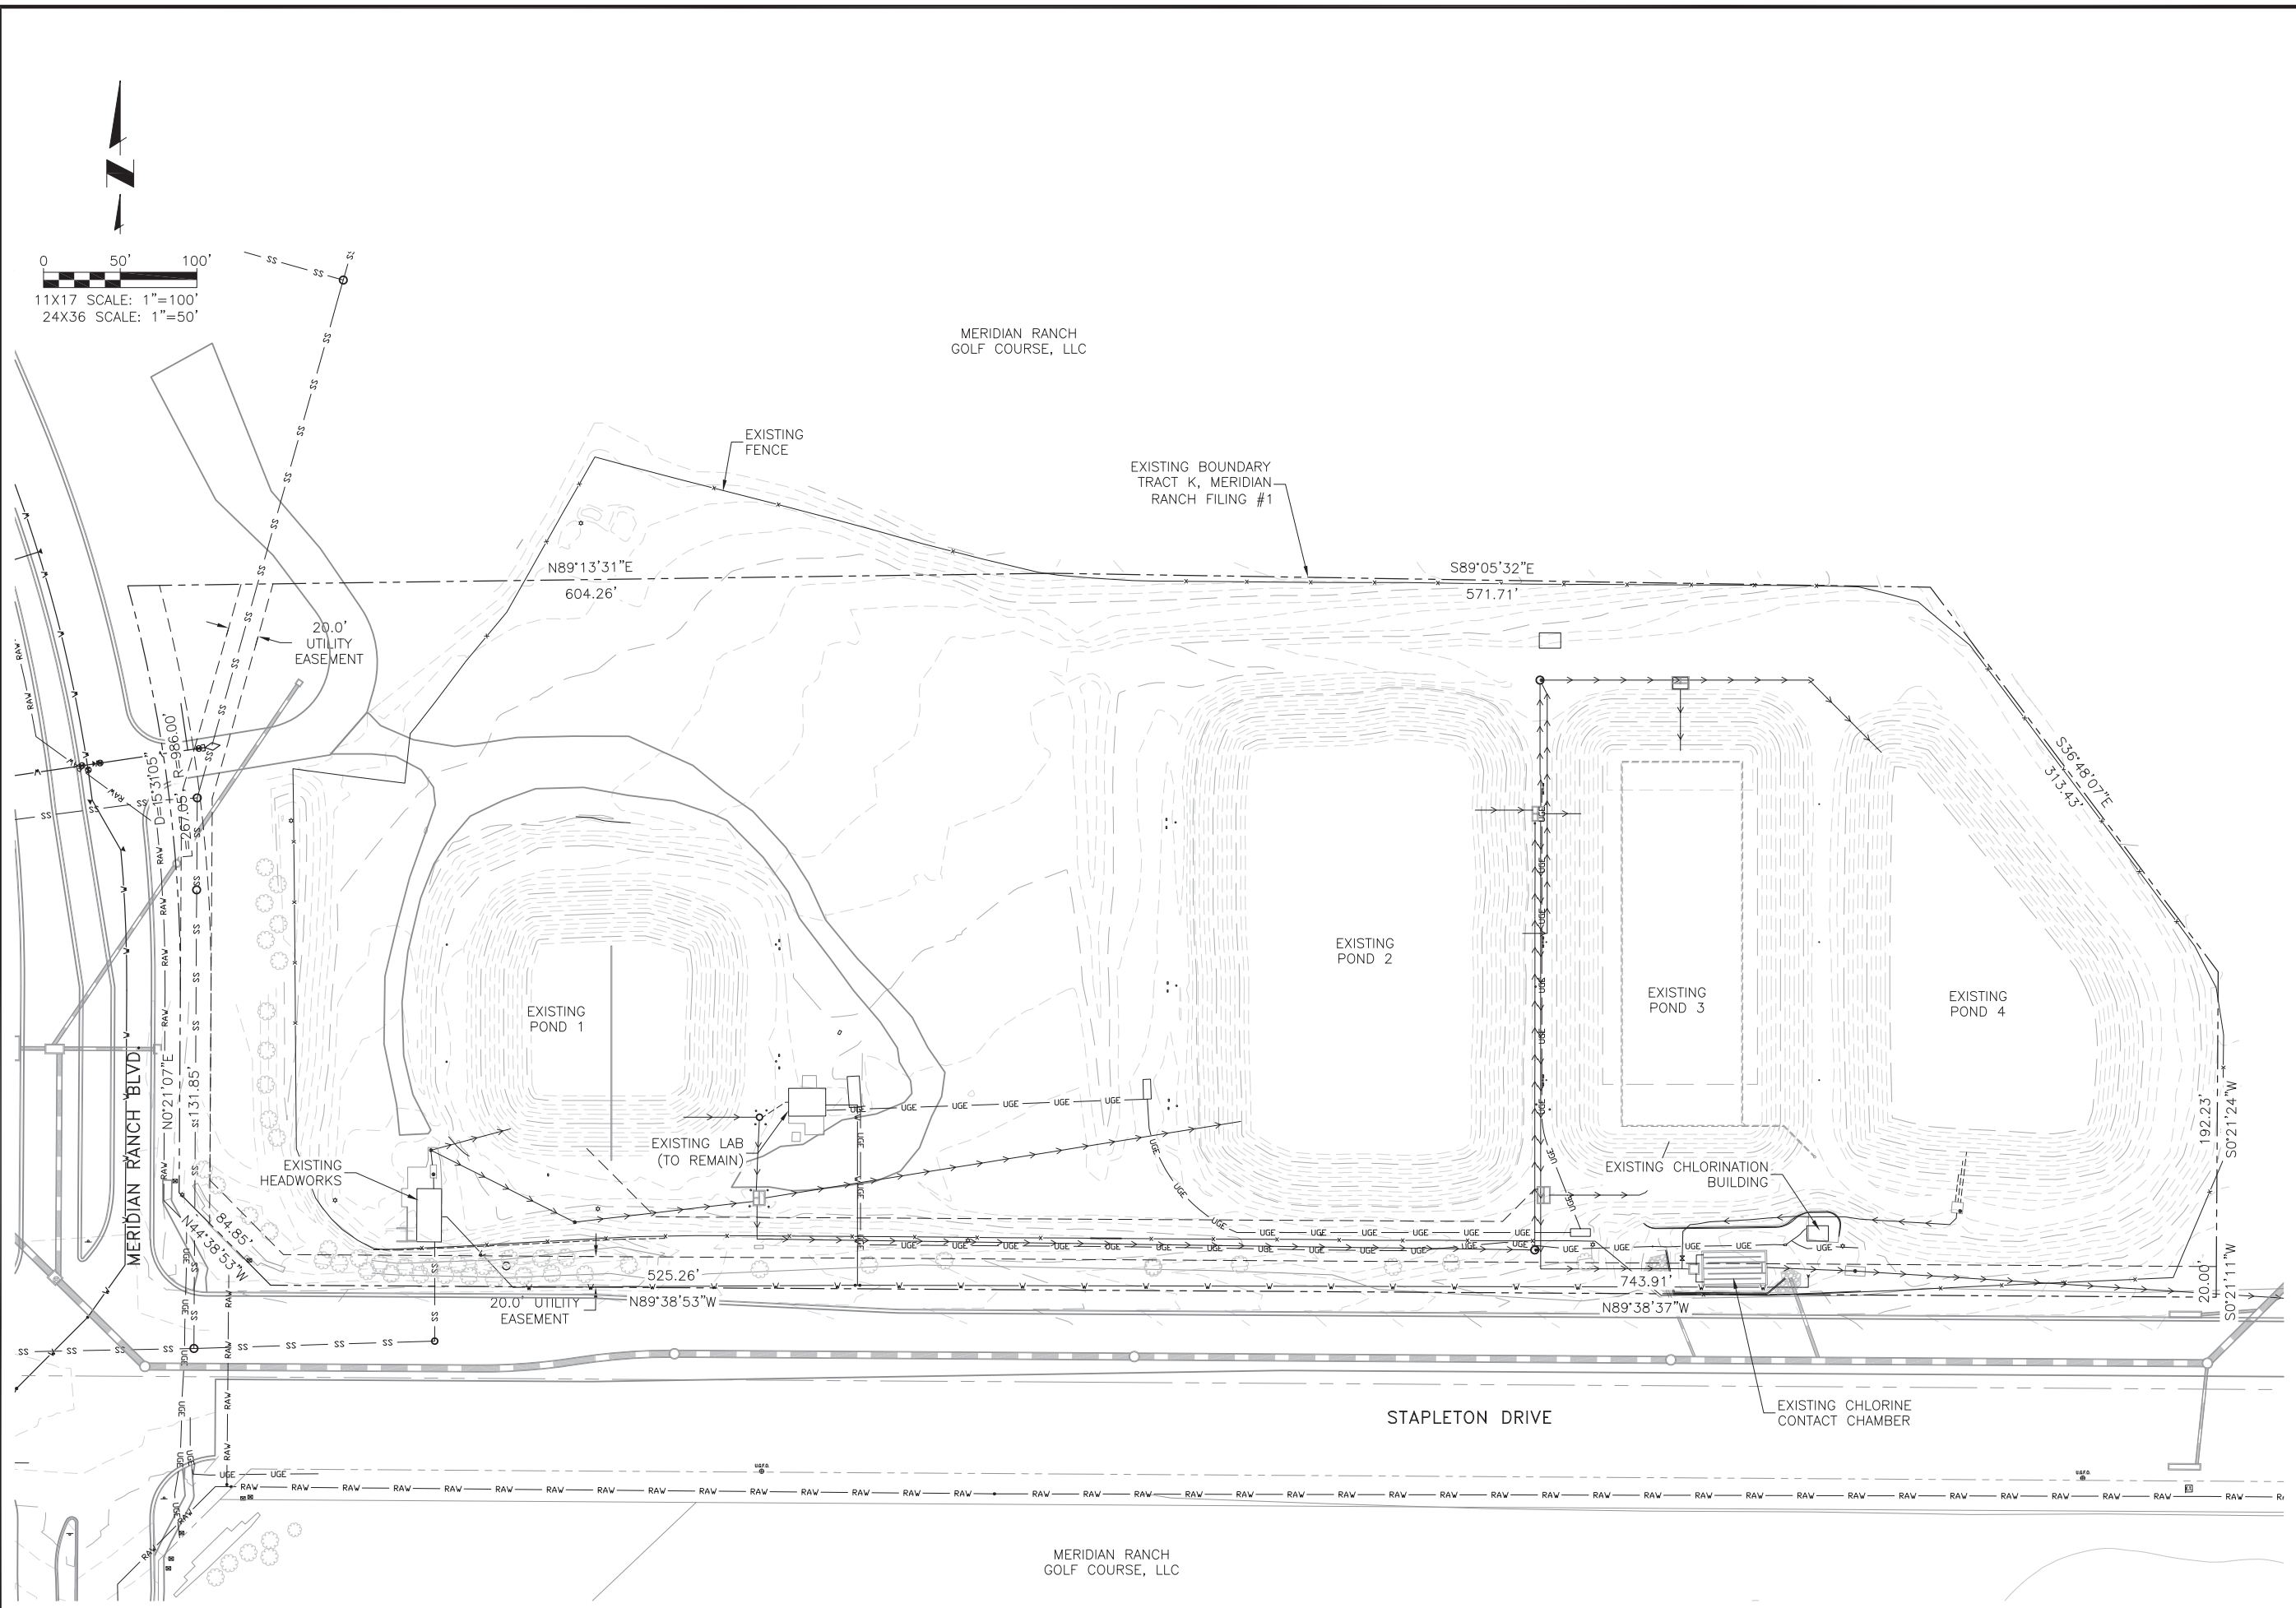 0 50' 100'
11X17 SCALE: 1"=100'
24X36 SCALE: 1"=50'
MERIDIAN RANCH
GOLF COURSE, LLC
EXISTING
FENCE
EXISTING BOUNDARY
TRACT K, MERIDIAN
RANCH FILING #1
N89°13'31"E
604.26'
S89°05'32"E
571.71'
20.0'
UTILITY
EASEMENT
S36°48'07"E
313.43'
D=15°31'05"
R=986.00'
L=267.05'
EXISTING
POND 1
EXISTING
POND 2
EXISTING
POND 3
EXISTING
POND 4
MERIDIAN RANCH BLVD.
N0°21'07"E
131.85'
EXISTING
HEADWORKS
EXISTING LAB
(TO REMAIN)
EXISTING CHLORINATION
BUILDING
192.23'
S0°21'24"W
84.85'
N44°38'53"W
525.26'
N89°38'53"W
20.0' UTILITY
EASEMENT
743.91'
N89°38'37"W
20.00'
S0°21'11"W
STAPLETON DRIVE
EXISTING CHLORINE
CONTACT CHAMBER
MERIDIAN RANCH
GOLF COURSE, LLC
SS
RAW
UGE
W